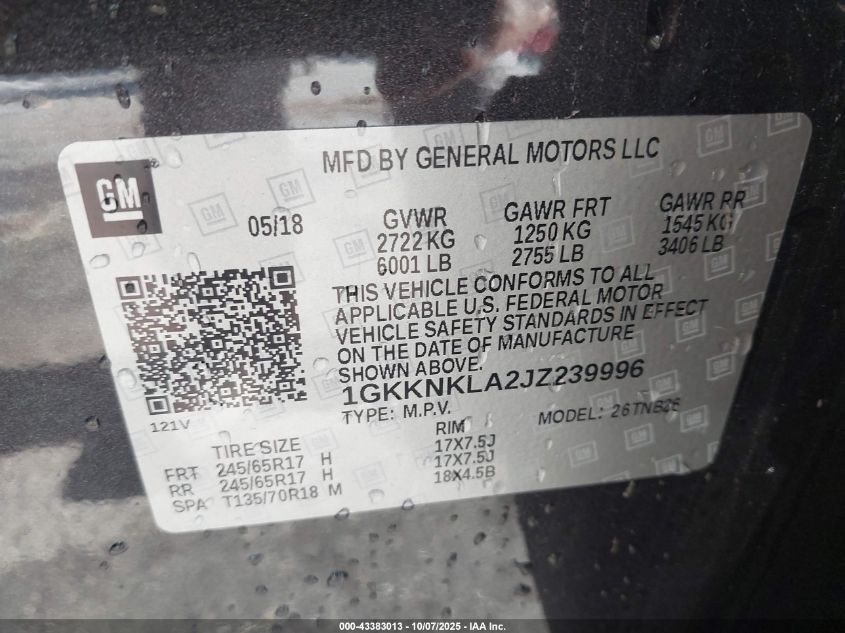 MFD BY GENERAL MOTORS LLC
GM
05/18
GVWR
2722 KG
6001 LB
GAWR FRT
1250 KG
2755 LB
GAWR RR
1545 KG
3406 LB
THIS VEHICLE CONFORMS TO ALL
APPLICABLE U.S. FEDERAL MOTOR
VEHICLE SAFETY STANDARDS IN EFFECT
ON THE DATE OF MANUFACTURE
SHOWN ABOVE.
1GKKNKLA2JZ239996
TYPE: M.P.V.
MODEL: 26TNB26
121V
TIRE SIZE RIM
FRT 245/65R17 H 17X7.5J
RR 245/65R17 H 17X7.5J
SPA T135/70R18 M 18X4.5B
000-43383013 - 10/07/2025 - IAA Inc.